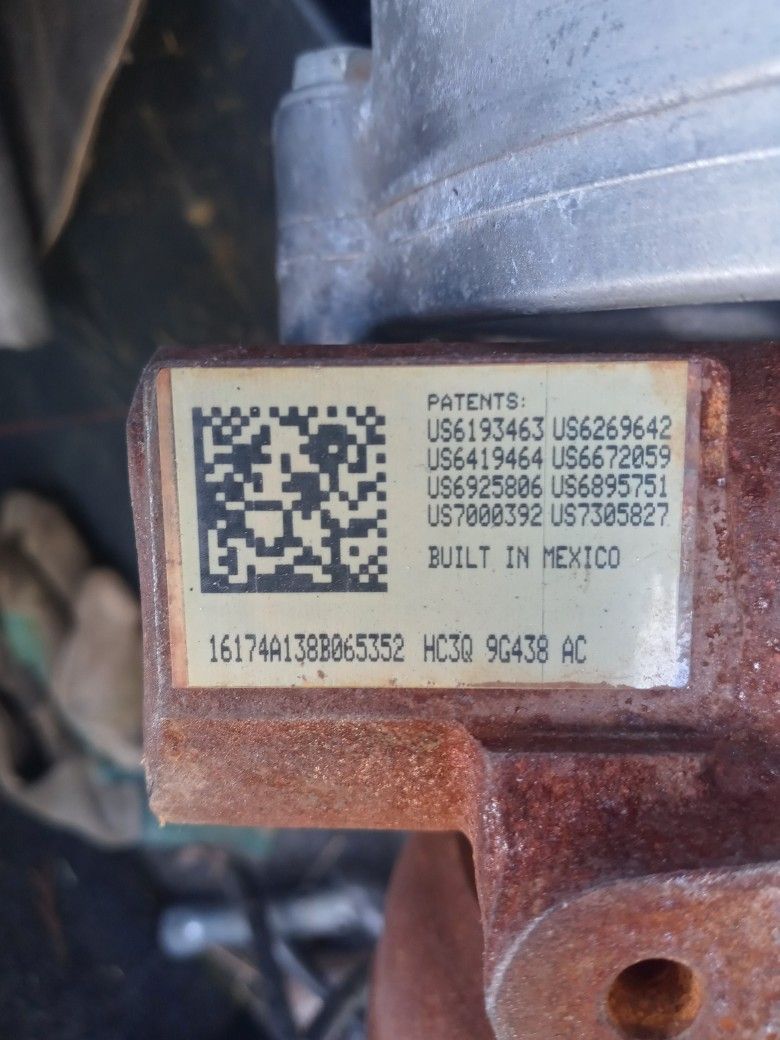 PATENTS:
US6193463 US6269642
US6419464 US6672059
US6925806 US6895751
US7000392 US7305827
BUILT IN MEXICO
16174A138B065352 HC3Q 9G438 AC